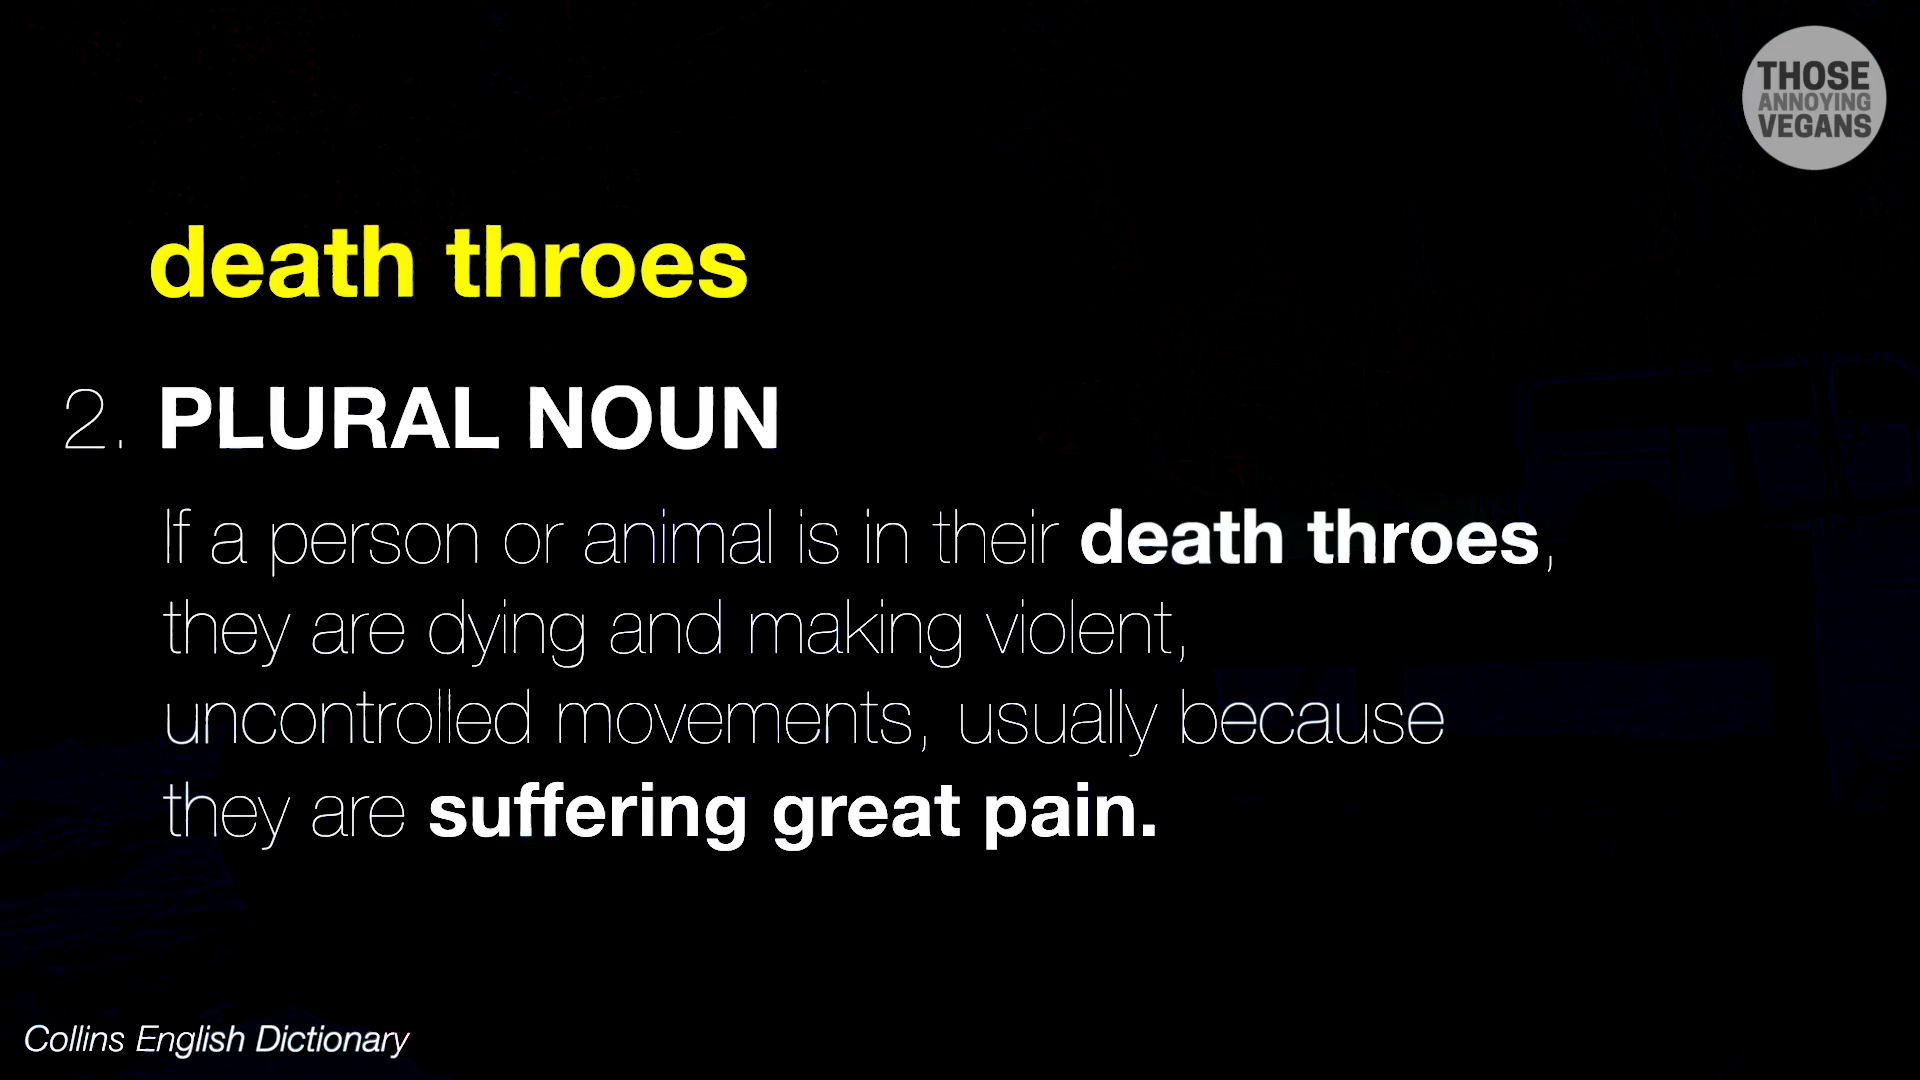 THOSE
ANNOYING
VEGANS
death throes
2. PLURAL NOUN
If a person or animal is in their death throes,
they are dying and making violent,
uncontrolled movements, usually because
they are suffering great pain.
Collins English Dictionary